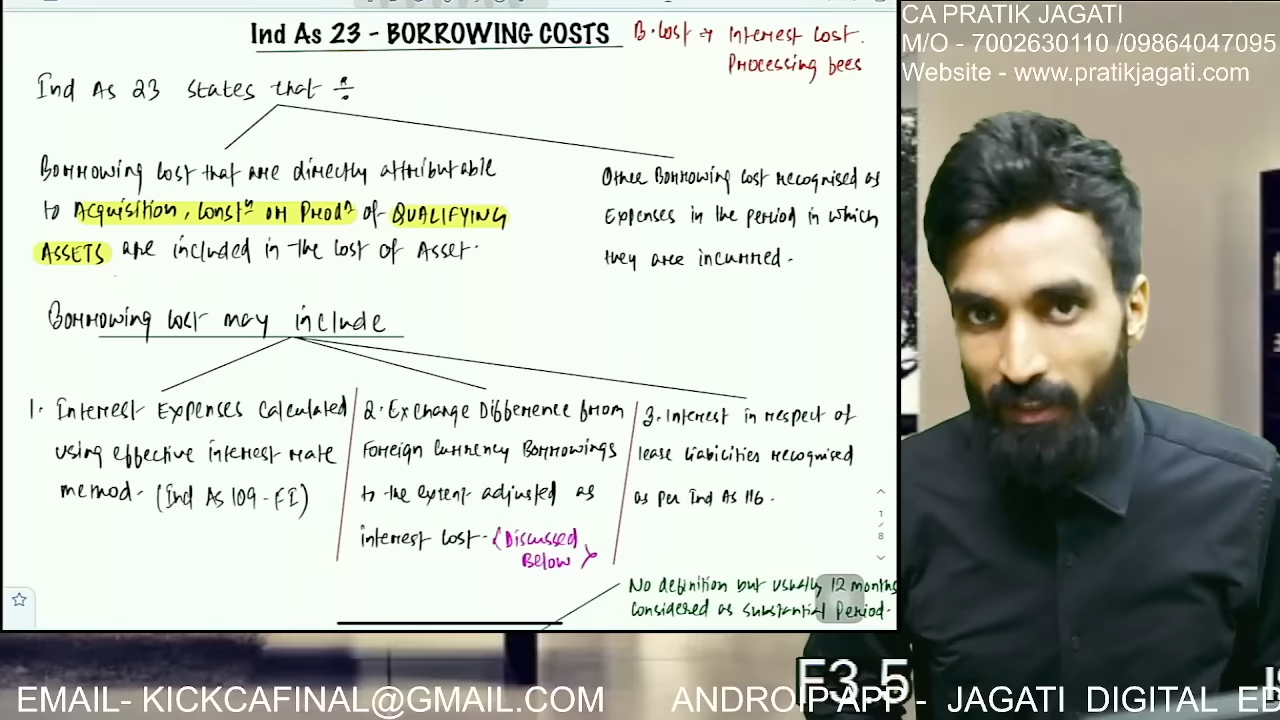 Ind As 23 - BORROWING COSTS
B.Cost → Interest Cost.
Processing fees
Ind As 23 states that ÷
Borrowing Cost that are directly attributable
to Acquisition, Constⁿ or Prodⁿ of QUALIFYING
ASSETS are included in the cost of Asset.
Other Borrowing Cost recognised as
Expenses in the period in which
they are incurred.
Borrowing Cost may include
1. Interest Expenses Calculated
using effective interest rate
method. (Ind As 109-FI)
2. Exchange Difference from
Foreign Currency Borrowings
to the extent adjusted as
interest cost. (Discussed
Below)
3. Interest in respect of
lease liabilities recognised
as per Ind As 116.
1
/
8
No definition but usually 12 months
considered as substantial Period.
CA PRATIK JAGATI
M/O - 7002630110 /09864047095
Website - www.pratikjagati.com
F3.5
EMAIL- KICKCAFINAL@GMAIL.COM
ANDROID APP - JAGATI DIGITAL ED